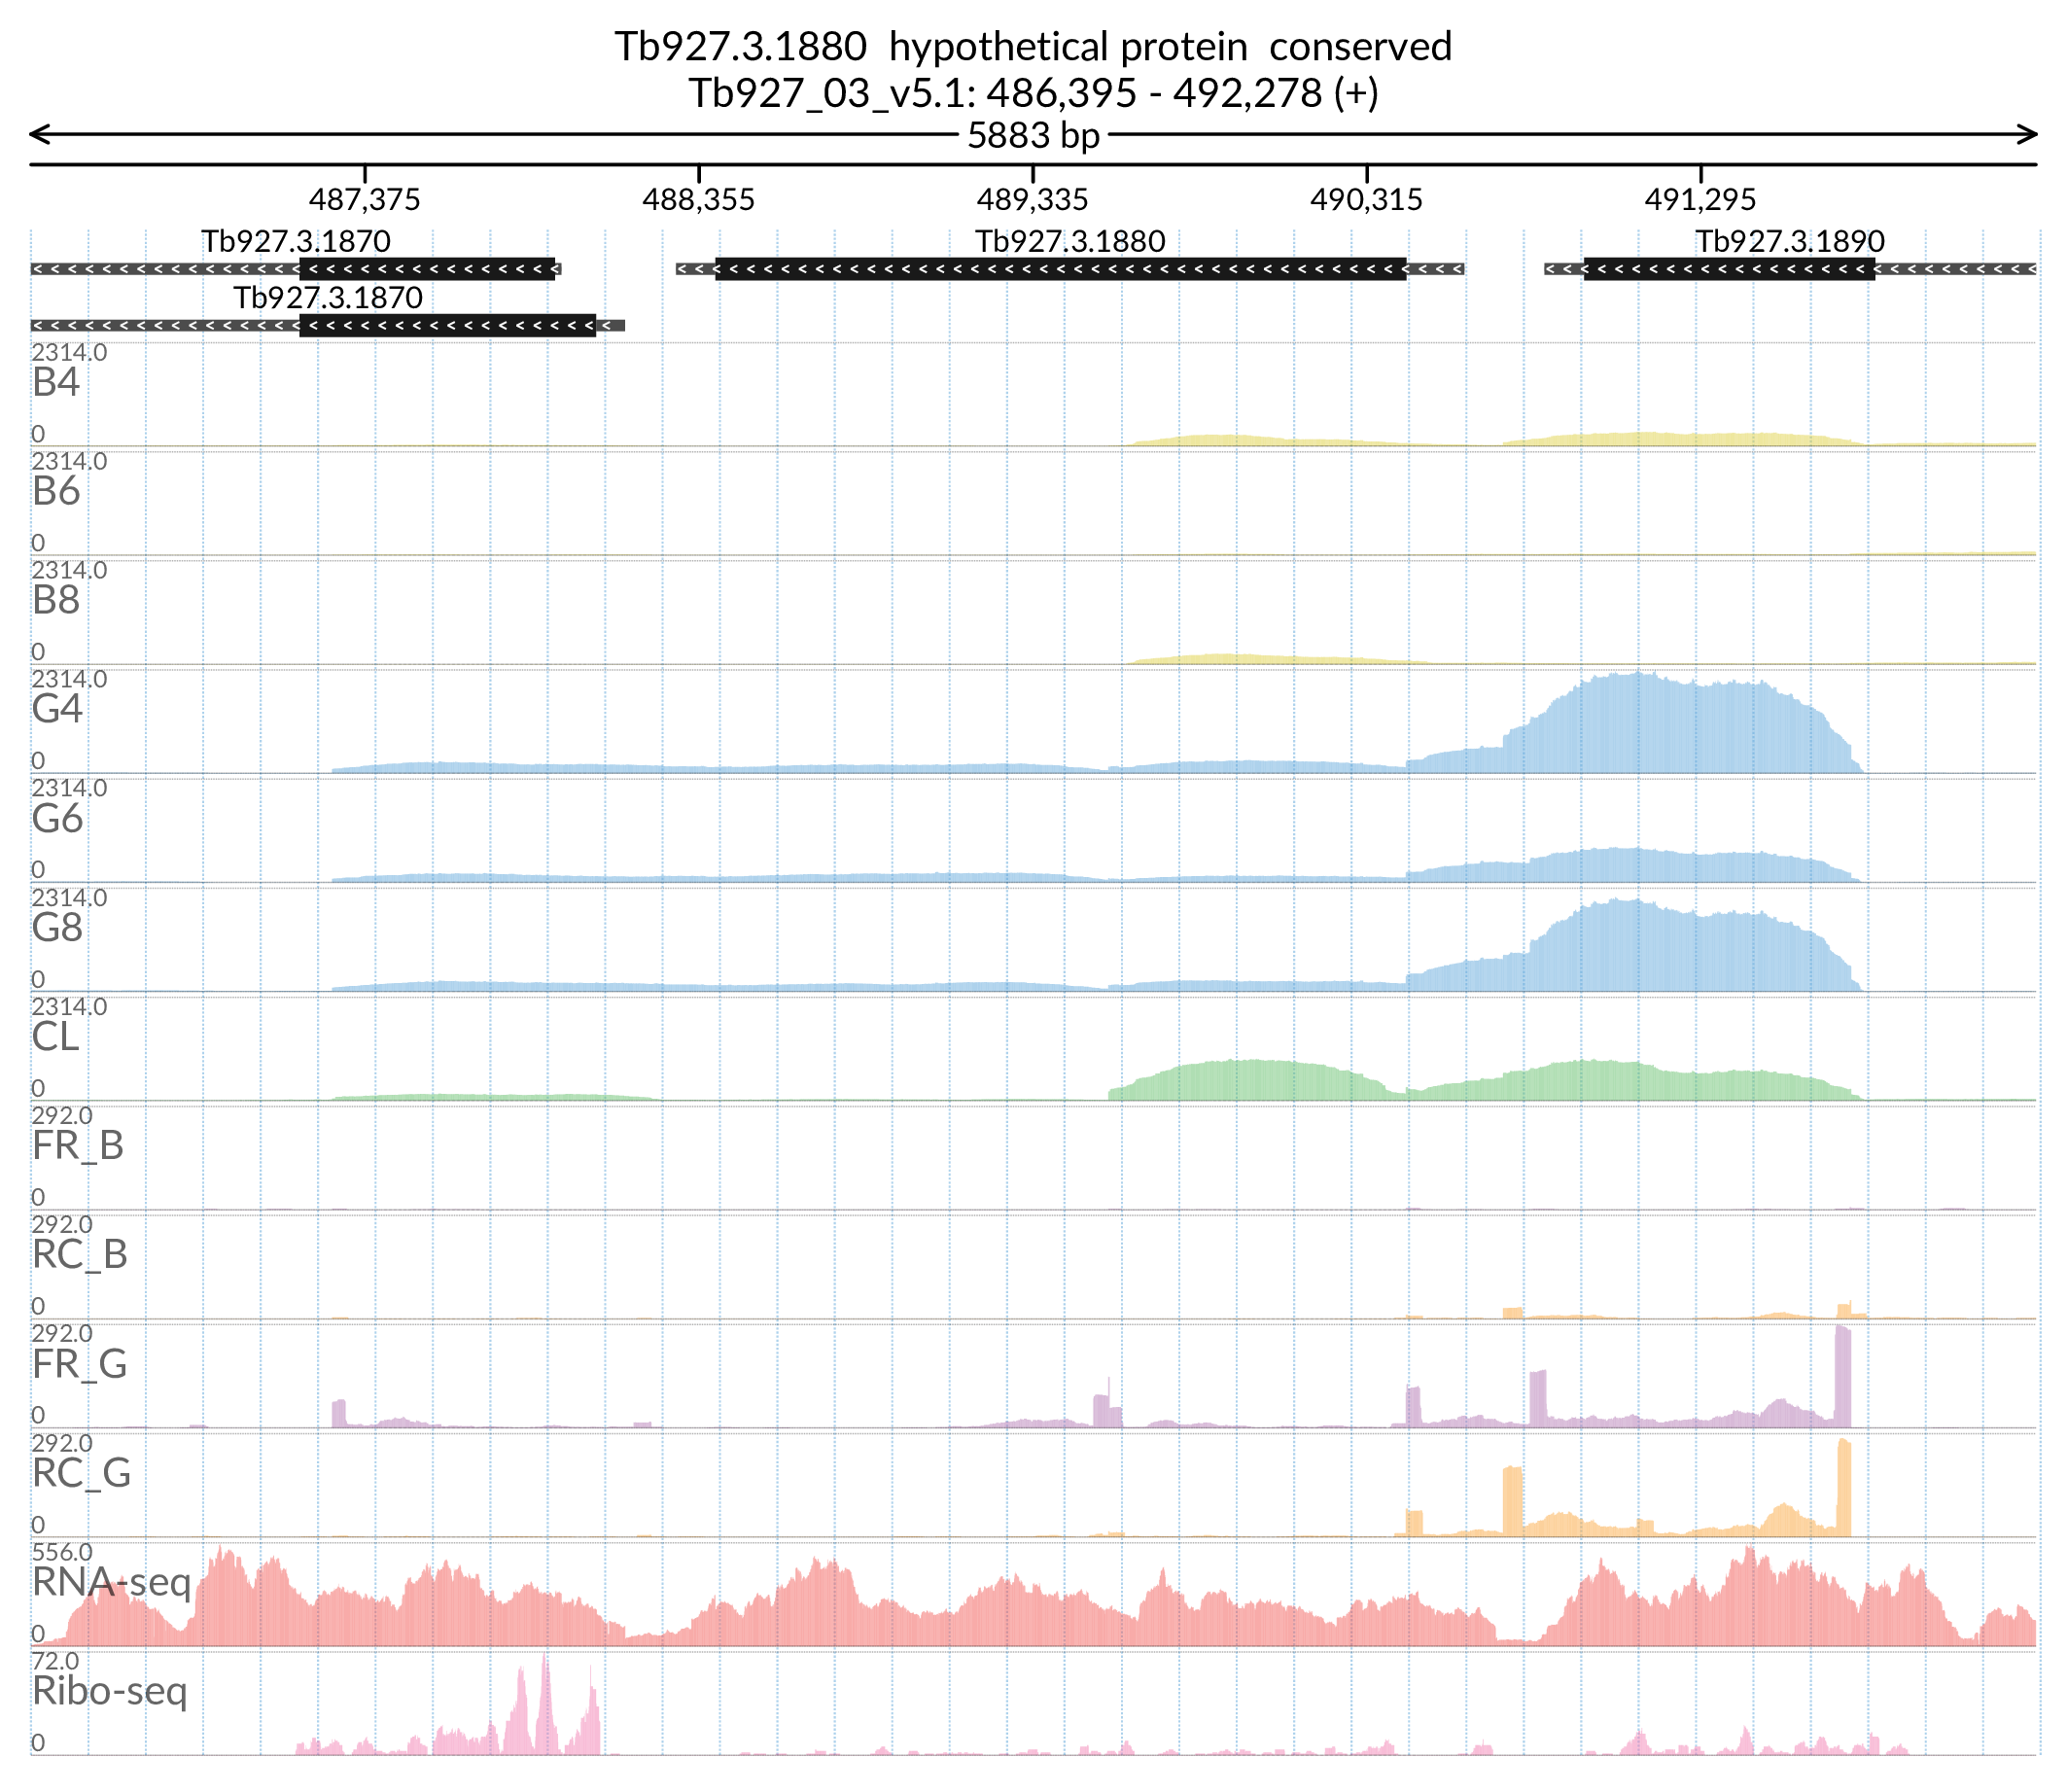 Tb927.3.1880  hypothetical protein  conserved
Tb927_03_v5.1: 486,395 - 492,278 (+)
5883 bp
487,375 488,355 489,335 490,315 491,295
Tb927.3.1870 Tb927.3.1880 Tb927.3.1890
Tb927.3.1870
2314.0
B4
0
2314.0
B6
0
2314.0
B8
0
2314.0
G4
0
2314.0
G6
0
2314.0
G8
0
2314.0
CL
0
292.0
FR_B
0
292.0
RC_B
0
292.0
FR_G
0
292.0
RC_G
0
556.0
RNA-seq
0
72.0
Ribo-seq
0